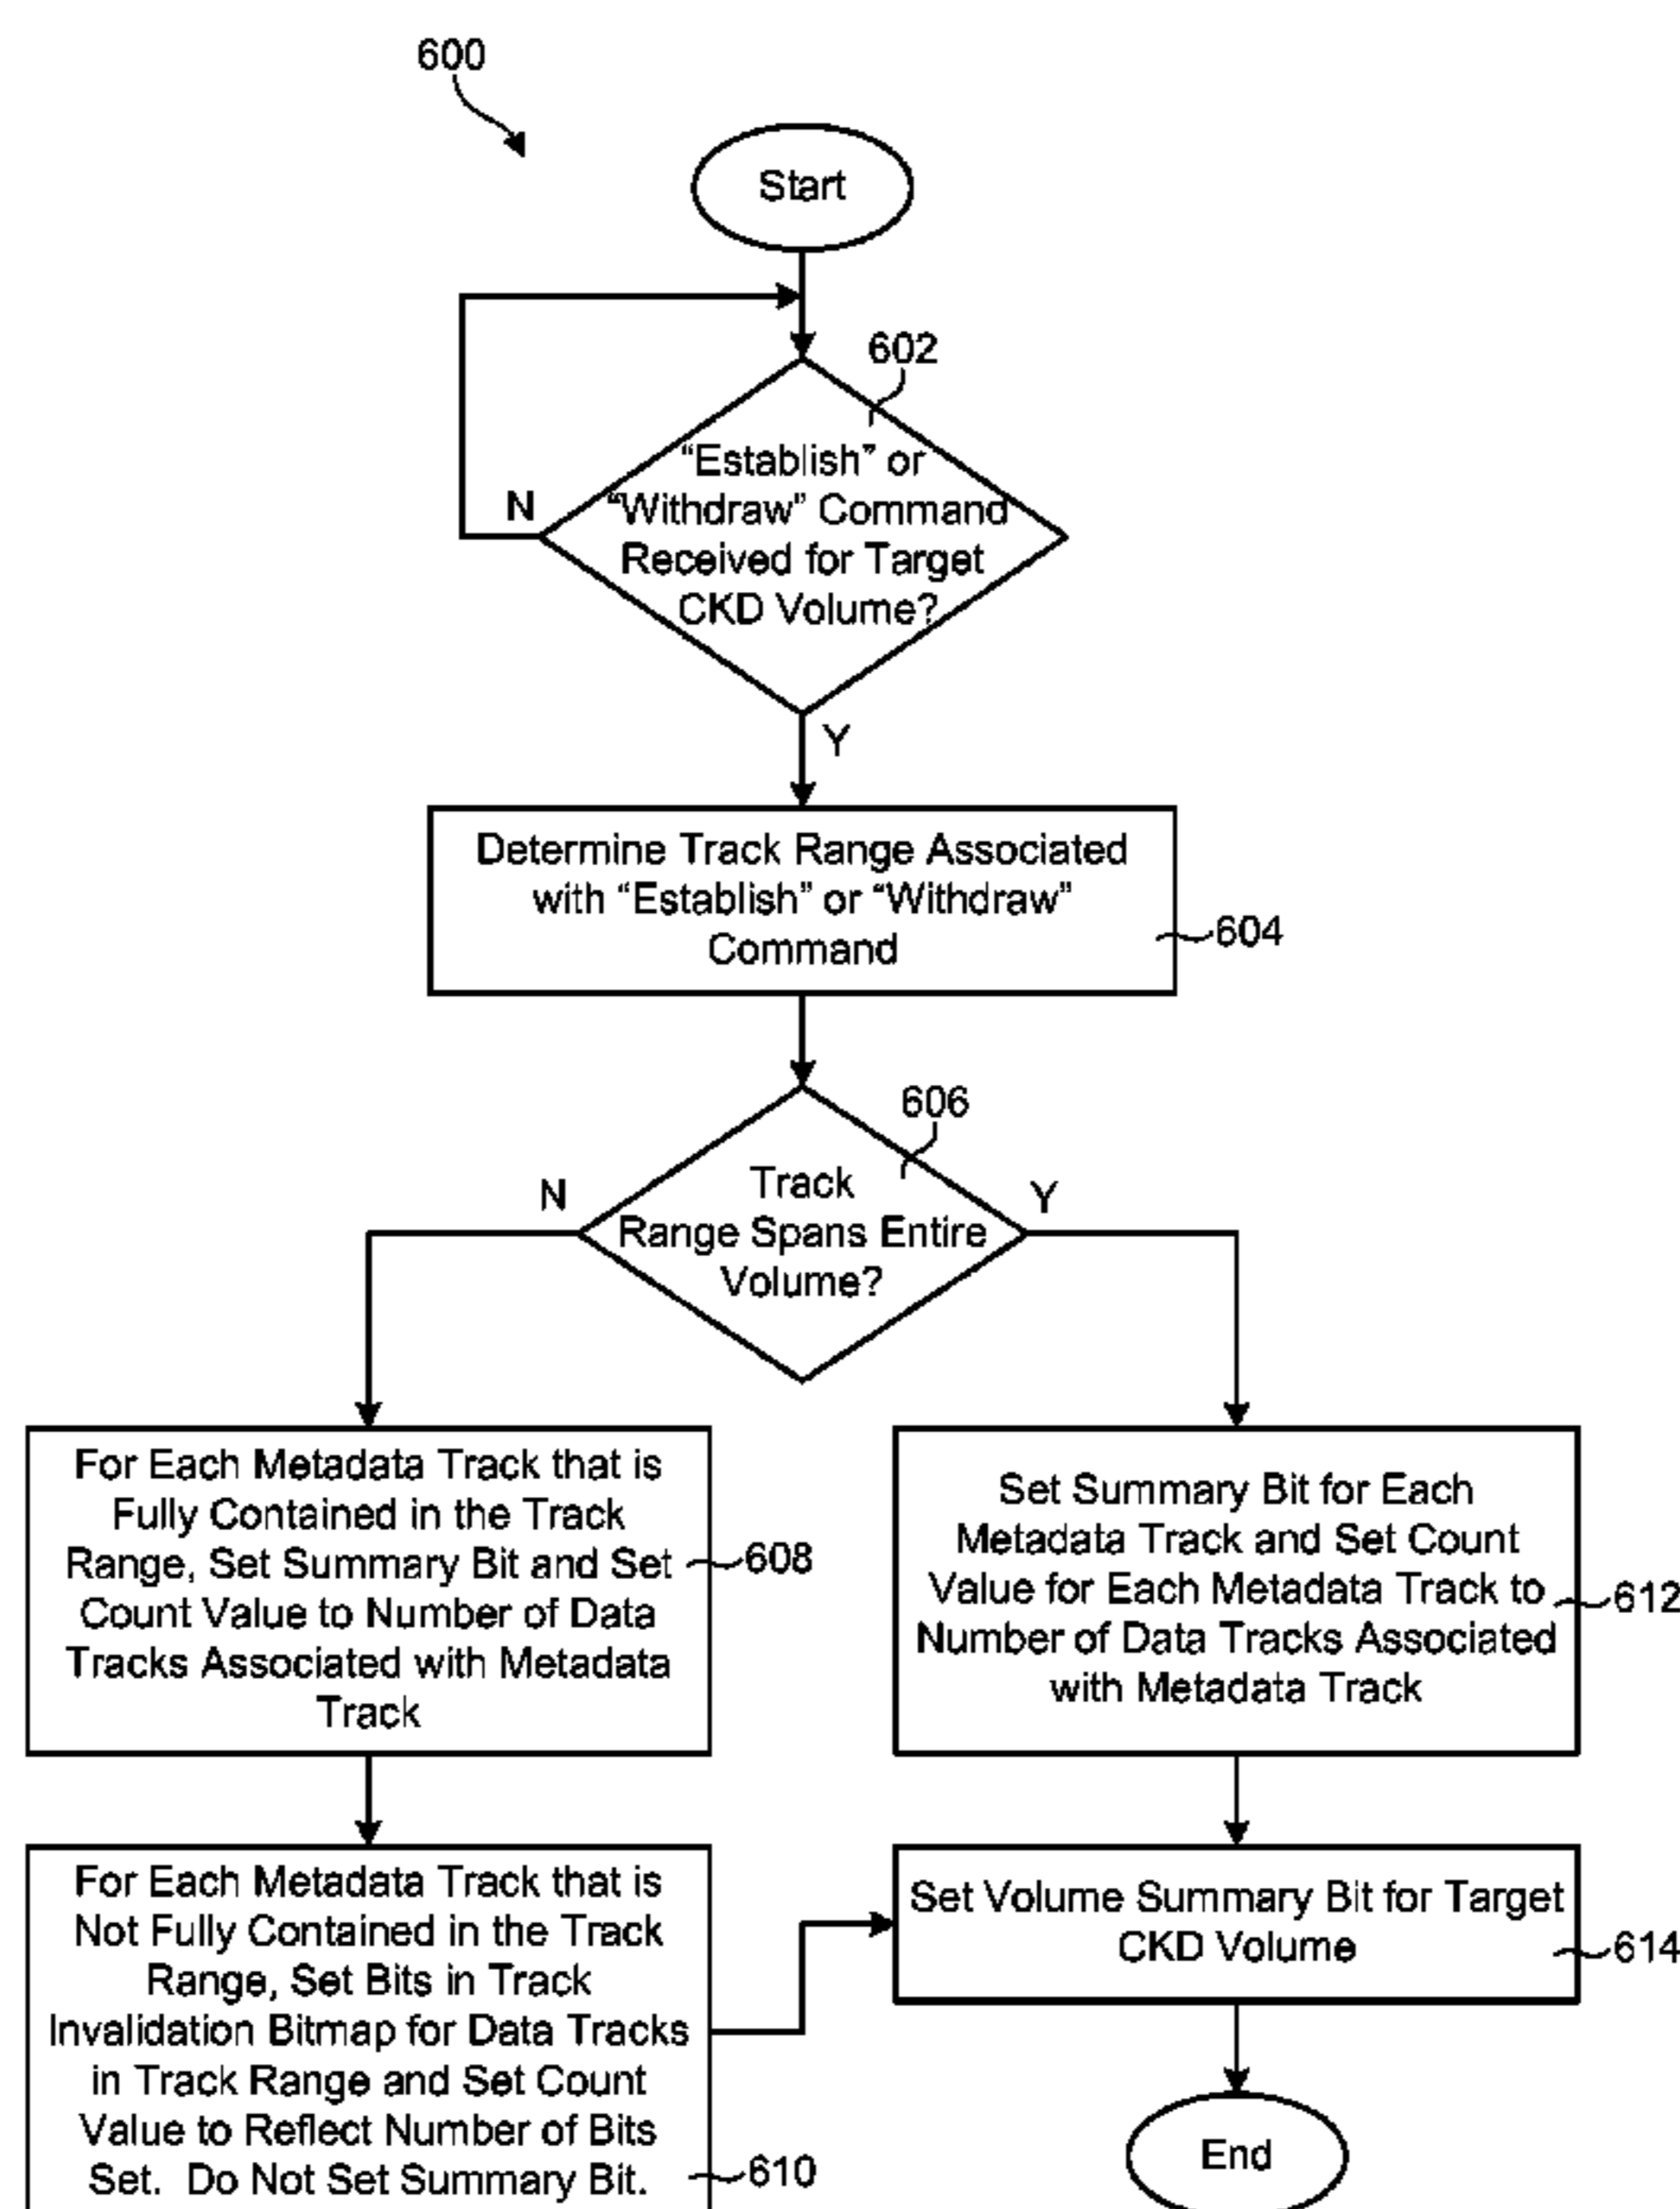 600
Start
602
“Establish” or
“Withdraw” Command
Received for Target
CKD Volume?
N
Y
Determine Track Range Associated
with “Establish” or “Withdraw”
Command
604
606
Track
Range Spans Entire
Volume?
N
Y
For Each Metadata Track that is
Fully Contained in the Track
Range, Set Summary Bit and Set
Count Value to Number of Data
Tracks Associated with Metadata
Track
608
Set Summary Bit for Each
Metadata Track and Set Count
Value for Each Metadata Track to
Number of Data Tracks Associated
with Metadata Track
612
For Each Metadata Track that is
Not Fully Contained in the Track
Range, Set Bits in Track
Invalidation Bitmap for Data Tracks
in Track Range and Set Count
Value to Reflect Number of Bits
Set. Do Not Set Summary Bit.
610
Set Volume Summary Bit for Target
CKD Volume
614
End